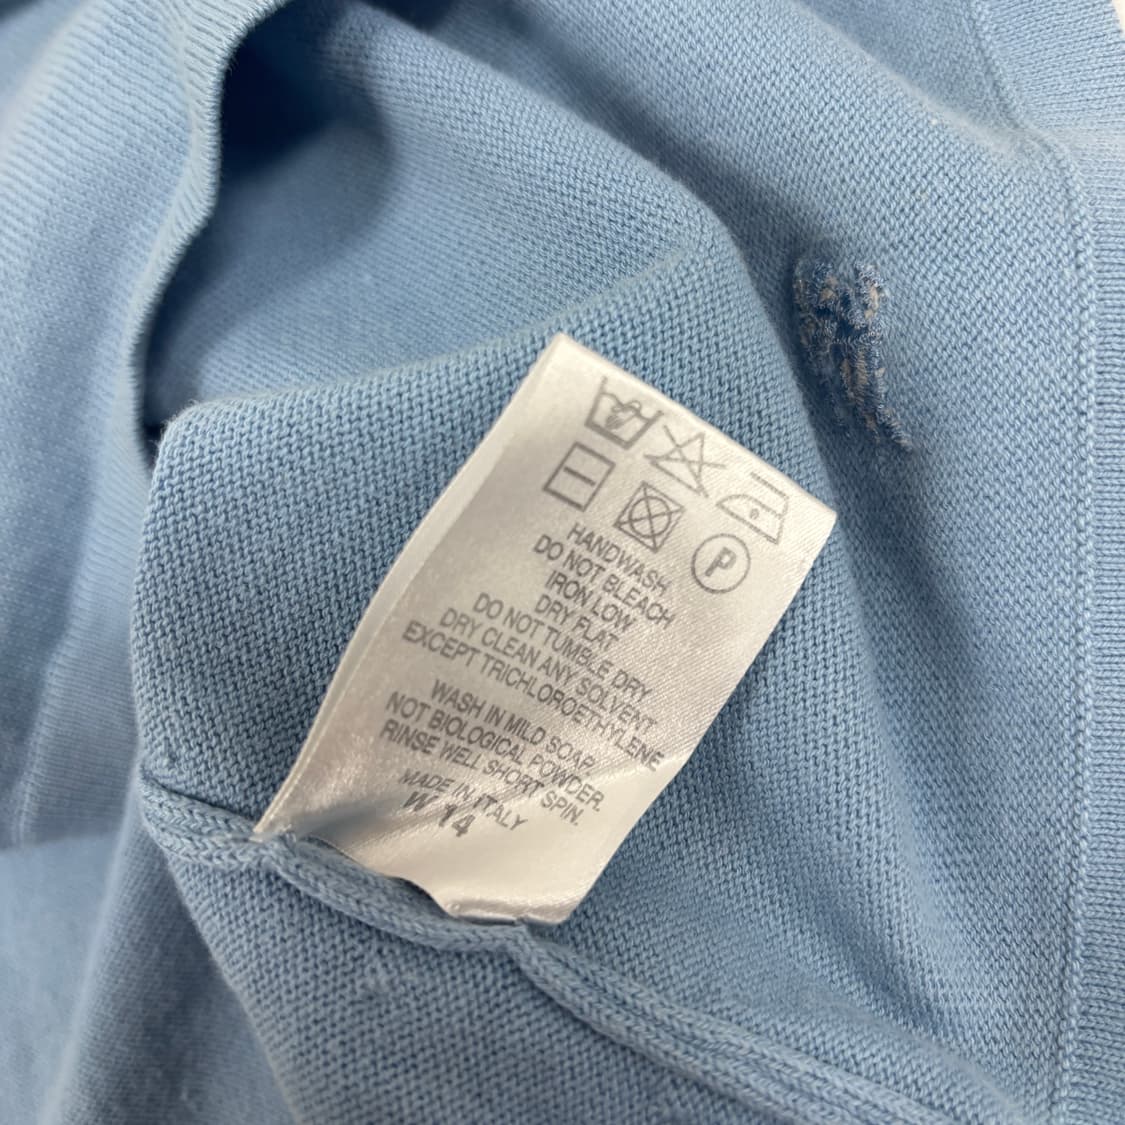 P
HANDWASH
DO NOT BLEACH
IRON LOW
DRY FLAT
DO NOT TUMBLE DRY
DRY CLEAN ANY SOLVENT
EXCEPT TRICHLOROETHYLENE
WASH IN MILD SOAP
NOT BIOLOGICAL POWDER.
RINSE WELL SHORT SPIN.
MADE IN ITALY
W 14